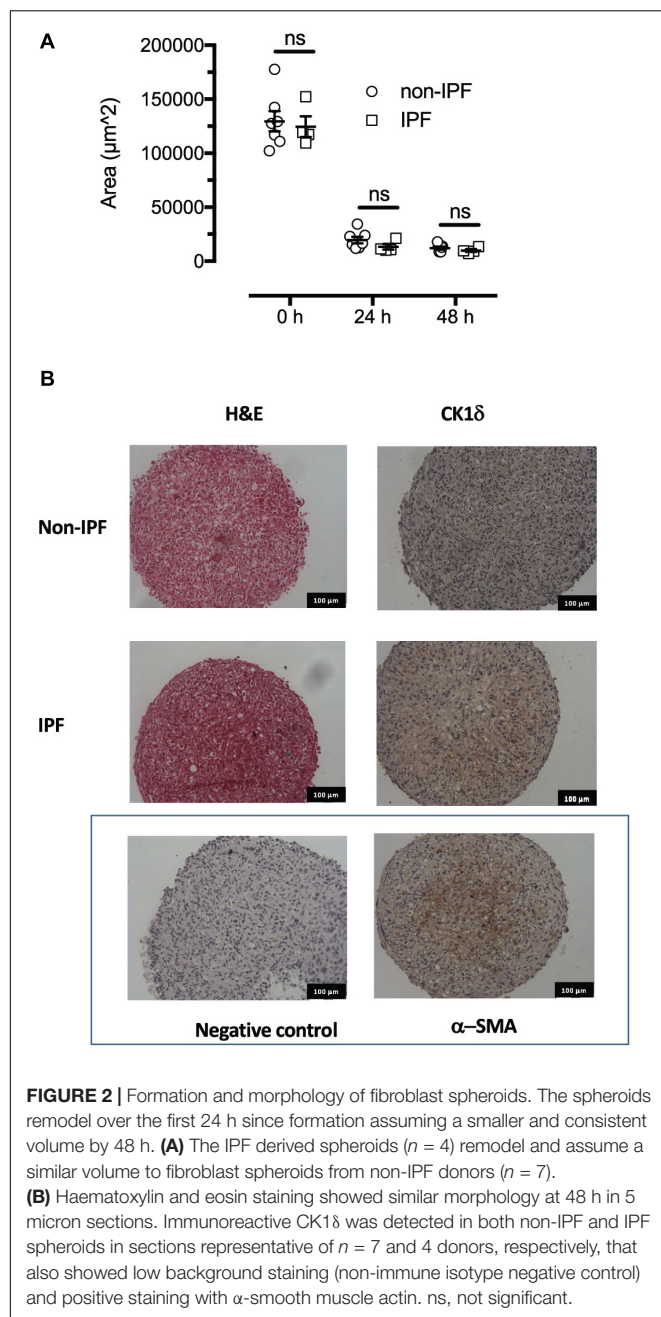 A
200000
150000
100000
50000
0
Area (µm^2)
ns
ns
ns
non-IPF
IPF
0 h
24 h
48 h
B
H&E
CK1δ
Non-IPF
100 µm
100 µm
IPF
100 µm
100 µm
100 µm
100 µm
Negative control
α–SMA
FIGURE 2 | Formation and morphology of fibroblast spheroids. The spheroids
remodel over the first 24 h since formation assuming a smaller and consistent
volume by 48 h. (A) The IPF derived spheroids (n = 4) remodel and assume a
similar volume to fibroblast spheroids from non-IPF donors (n = 7).
(B) Haematoxylin and eosin staining showed similar morphology at 48 h in 5
micron sections. Immunoreactive CK1δ was detected in both non-IPF and IPF
spheroids in sections representative of n = 7 and 4 donors, respectively, that
also showed low background staining (non-immune isotype negative control)
and positive staining with α-smooth muscle actin. ns, not significant.